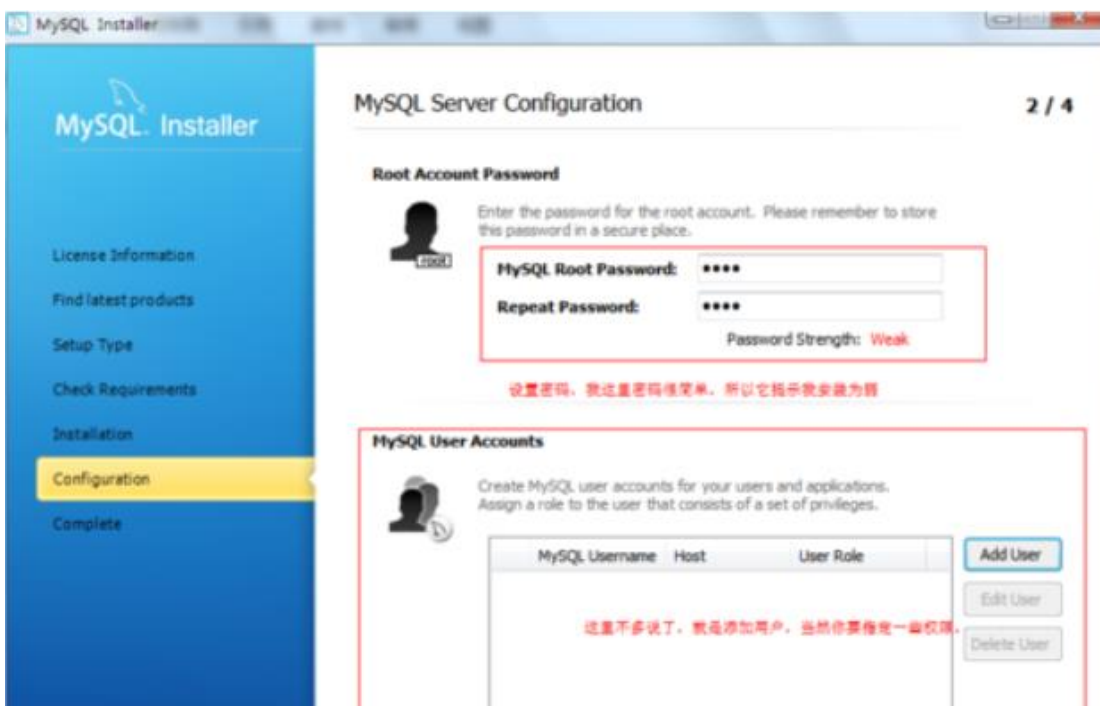 MySQL Installer
MySQL Server Configuration
2 / 4
MySQL. Installer
Root Account Password
Enter the password for the root account. Please remember to store
this password in a secure place.
root
MySQL Root Password: ••••
Repeat Password: ••••
Password Strength: Weak
设置密码，我这里密码很简单，所以它指示我安装为弱
License Information
Find latest products
Setup Type
Check Requirements
Installation
Configuration
Complete
MySQL User Accounts
Create MySQL user accounts for your users and applications.
Assign a role to the user that consists of a set of privileges.
MySQL Username Host User Role
Add User
Edit User
Delete User
这里不多说了，就是添加用户，当然你要指定一些权限，